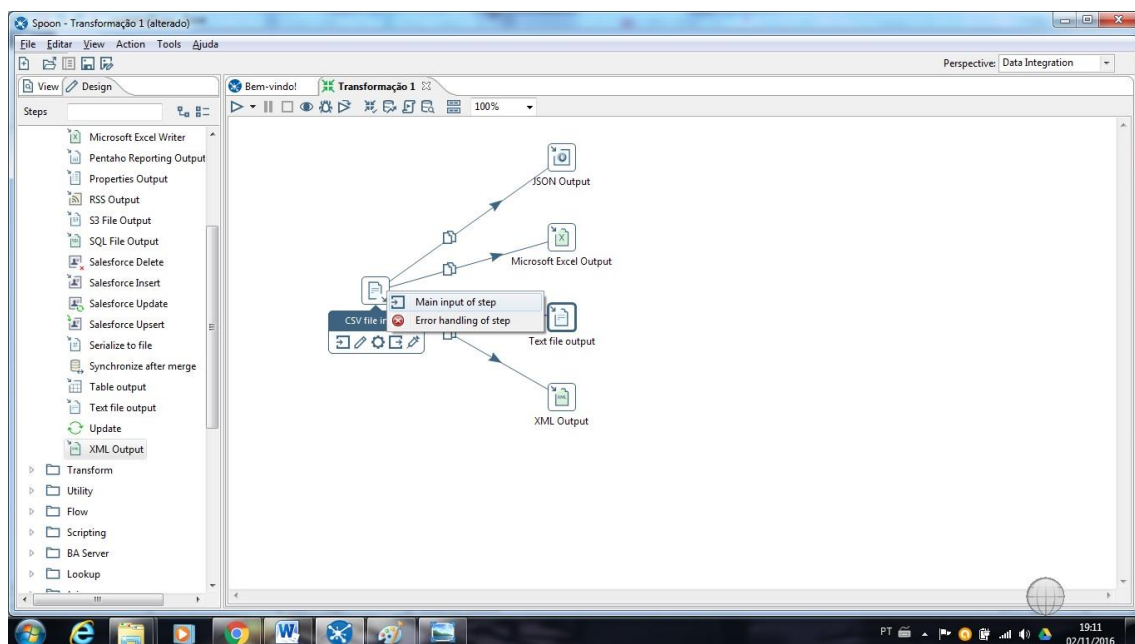 Spoon - Transformação 1 (alterado)
File Editar View Action Tools Ajuda
Perspective: Data Integration
View Design
Bem-vindo! Transformação 1
Steps
100%
Microsoft Excel Writer
Pentaho Reporting Output
Properties Output
RSS Output
S3 File Output
SQL File Output
Salesforce Delete
Salesforce Insert
Salesforce Update
Salesforce Upsert
Serialize to file
Synchronize after merge
Table output
Text file output
Update
XML Output
Transform
Utility
Flow
Scripting
BA Server
Lookup
JSON Output
Microsoft Excel Output
Main input of step
CSV file in
Error handling of step
Text file output
XML Output
PT
19:11
02/11/2016